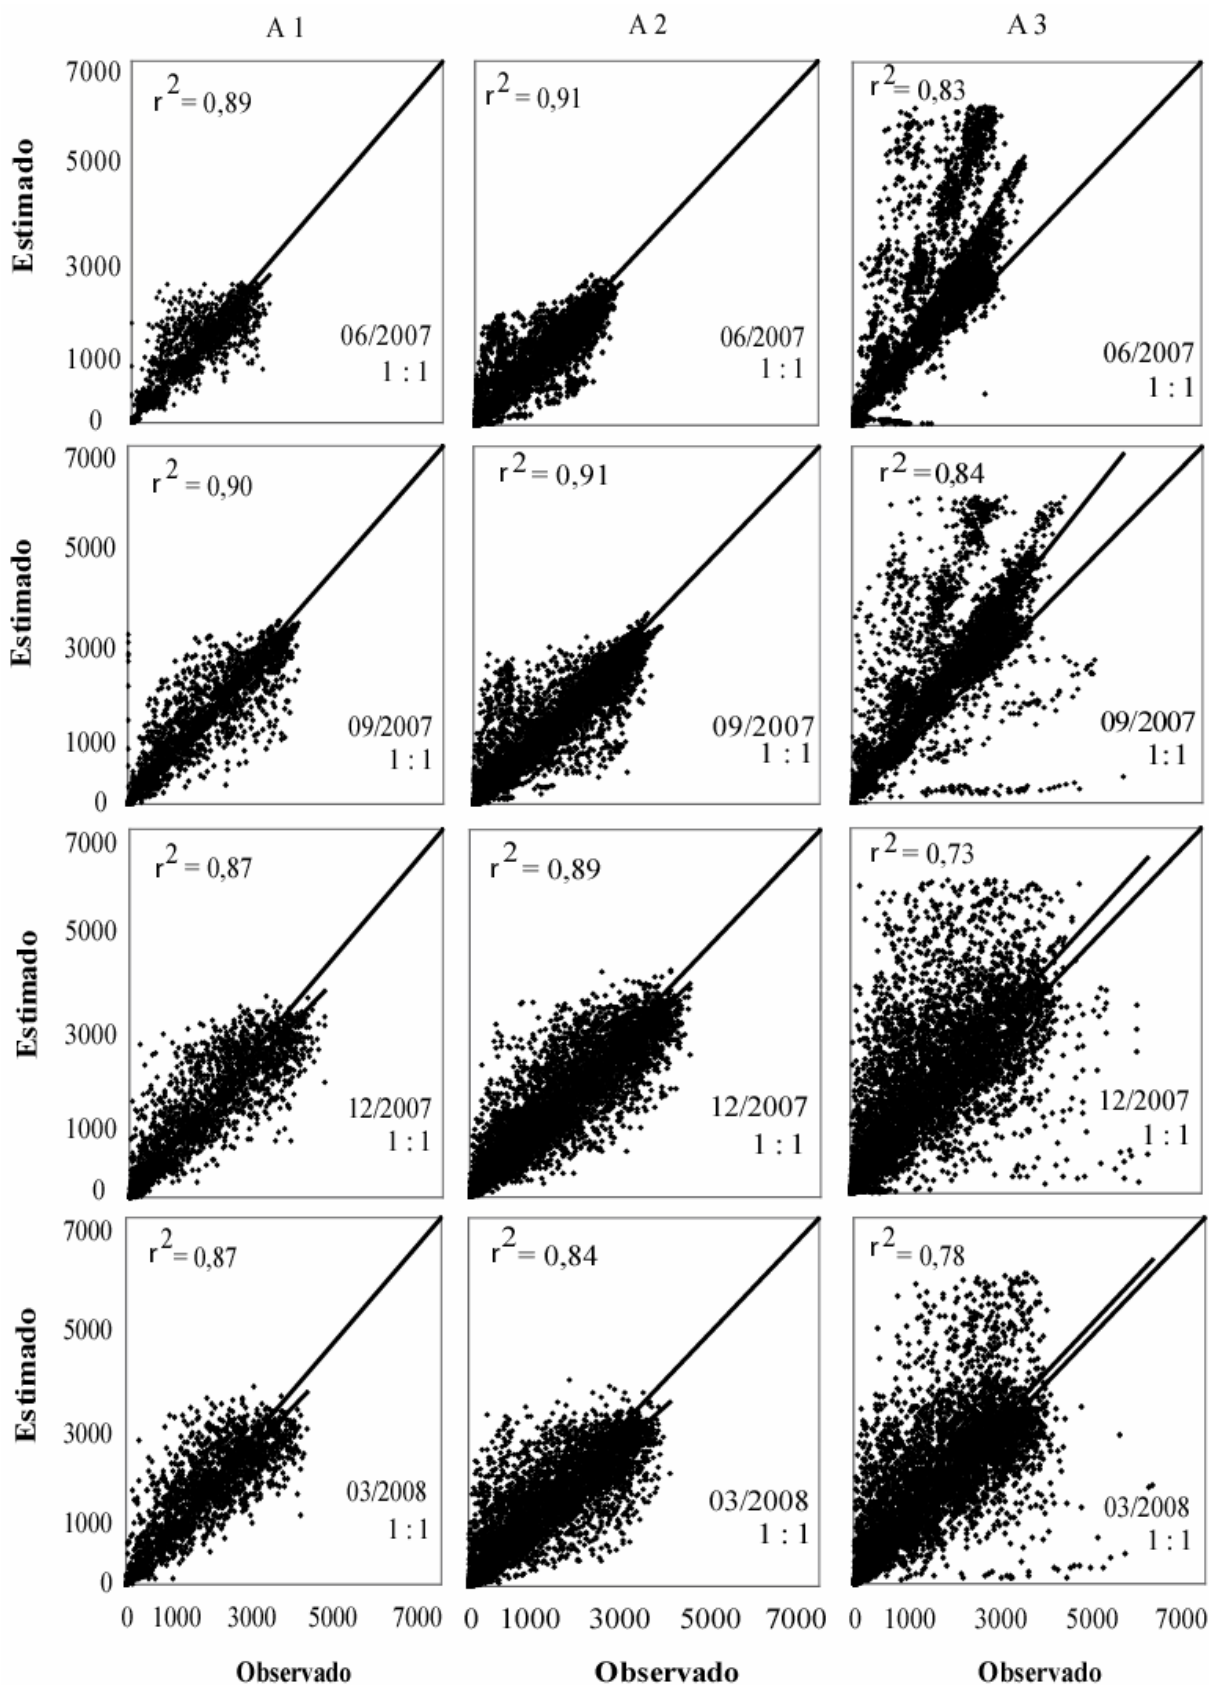 A 1 A 2 A 3
7000 r² = 0,89 r² = 0,91 r² = 0,83
5000
Estimado
3000
06/2007 06/2007 06/2007
1000 1 : 1 1 : 1 1 : 1
0
7000 r² = 0,90 r² = 0,91 r² = 0,84
5000
Estimado
3000
09/2007 09/2007 09/2007
1000 1 : 1 1 : 1 1:1
0
7000 r² = 0,87 r² = 0,89 r² = 0,73
5000
Estimado
3000
12/2007 12/2007 12/2007
1000 1 : 1 1 : 1 1 : 1
0
7000 r² = 0,87 r² = 0,84 r² = 0,78
5000
Estimado
3000
03/2008 03/2008 03/2008
1000 1 : 1 1 : 1 1 : 1
0
0 1000 3000 5000 7000 0 1000 3000 5000 7000 0 1000 3000 5000 7000
Observado Observado Observado